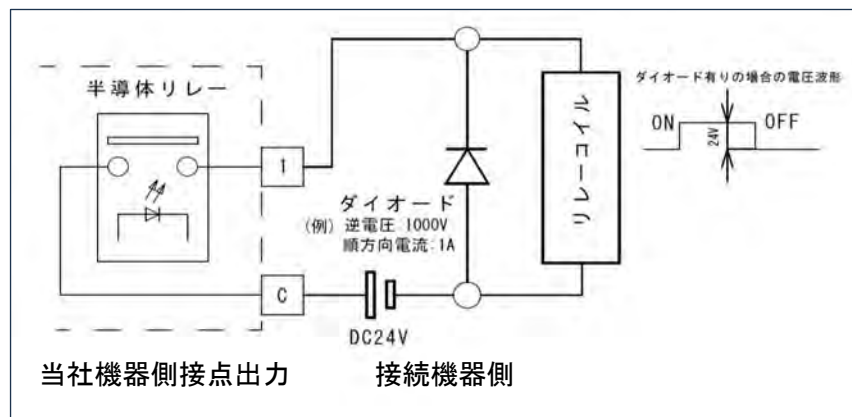 半導体リレー
1
C
ダイオード
(例) 逆電圧:1000V
順方向電流:1A
DC24V
リレーコイル
ダイオード有りの場合の電圧波形
ON
24V
OFF
当社機器側接点出力
接続機器側